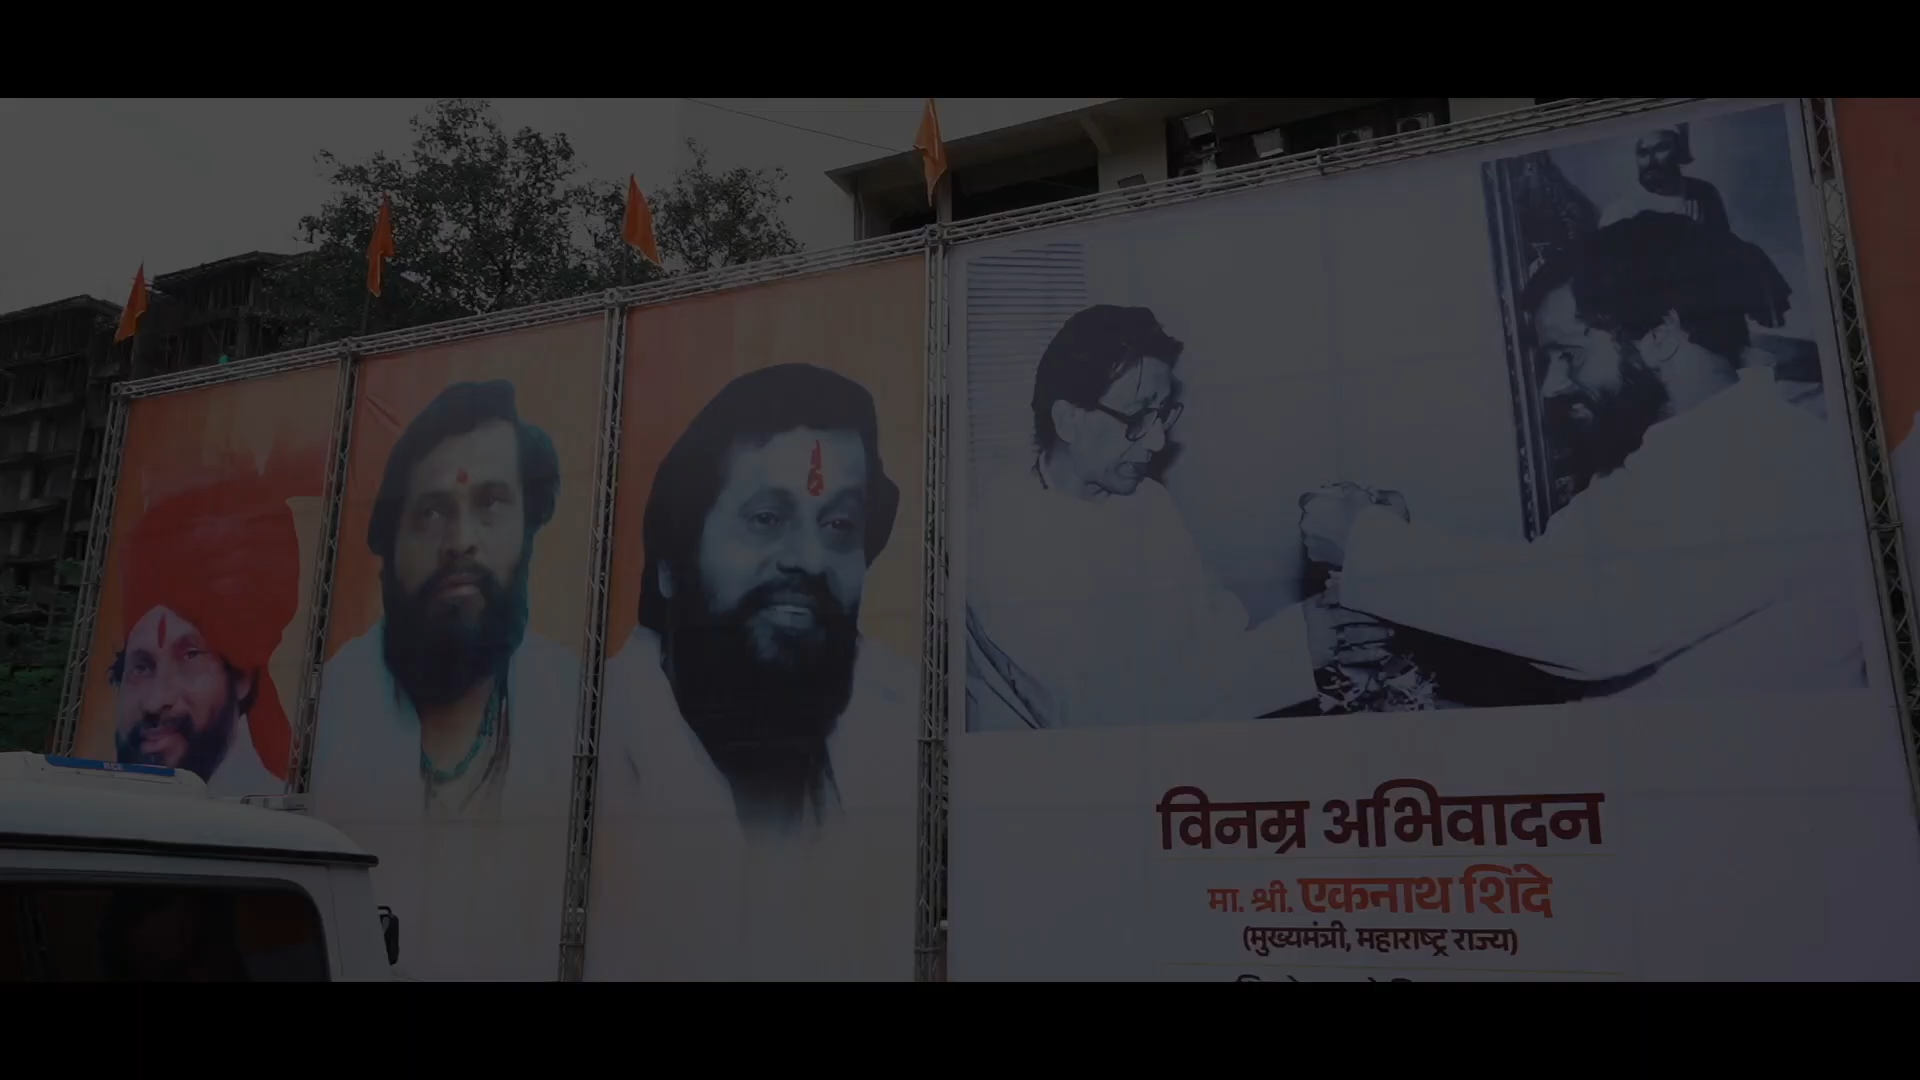 विनम्र अभिवादन
मा. श्री. एकनाथ शिंदे
(मुख्यमंत्री, महाराष्ट्र राज्य)